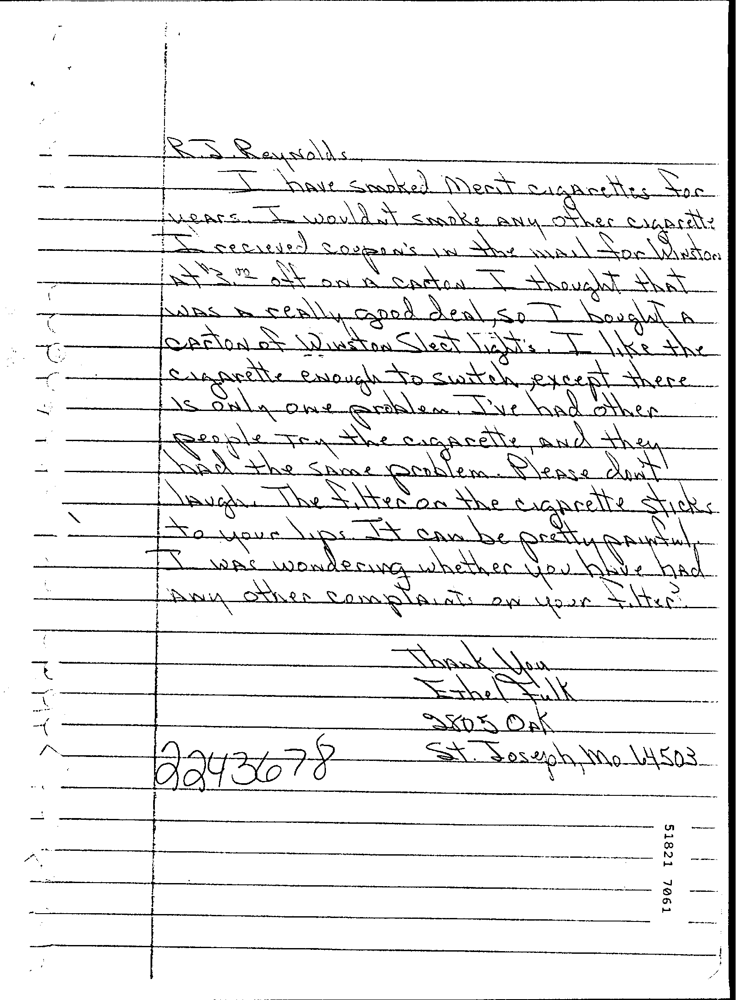 R.J. Reynolds,
I have smoked Merit cigarettes for
years. I wouldn't smoke any other cigarette
I recieved coupon's in the mail for Winston
at $3.00 off on a carton I thought that
was a really good deal, so I bought a
carton of Winston Slect light's. I like the
cigarette enough to switch, except there
is only one problem. I've had other
people try the cigarette, and they
had the same problem. Please don't
laugh. The filter on the cigarette sticks
to your lips. It can be pretty painful.
I was wondering whether you have had
any other complaints on your filter?
Thank You
Ethel Fulk
2805 Oak
St. Joseph, Mo 64503
2243678
51821 7061